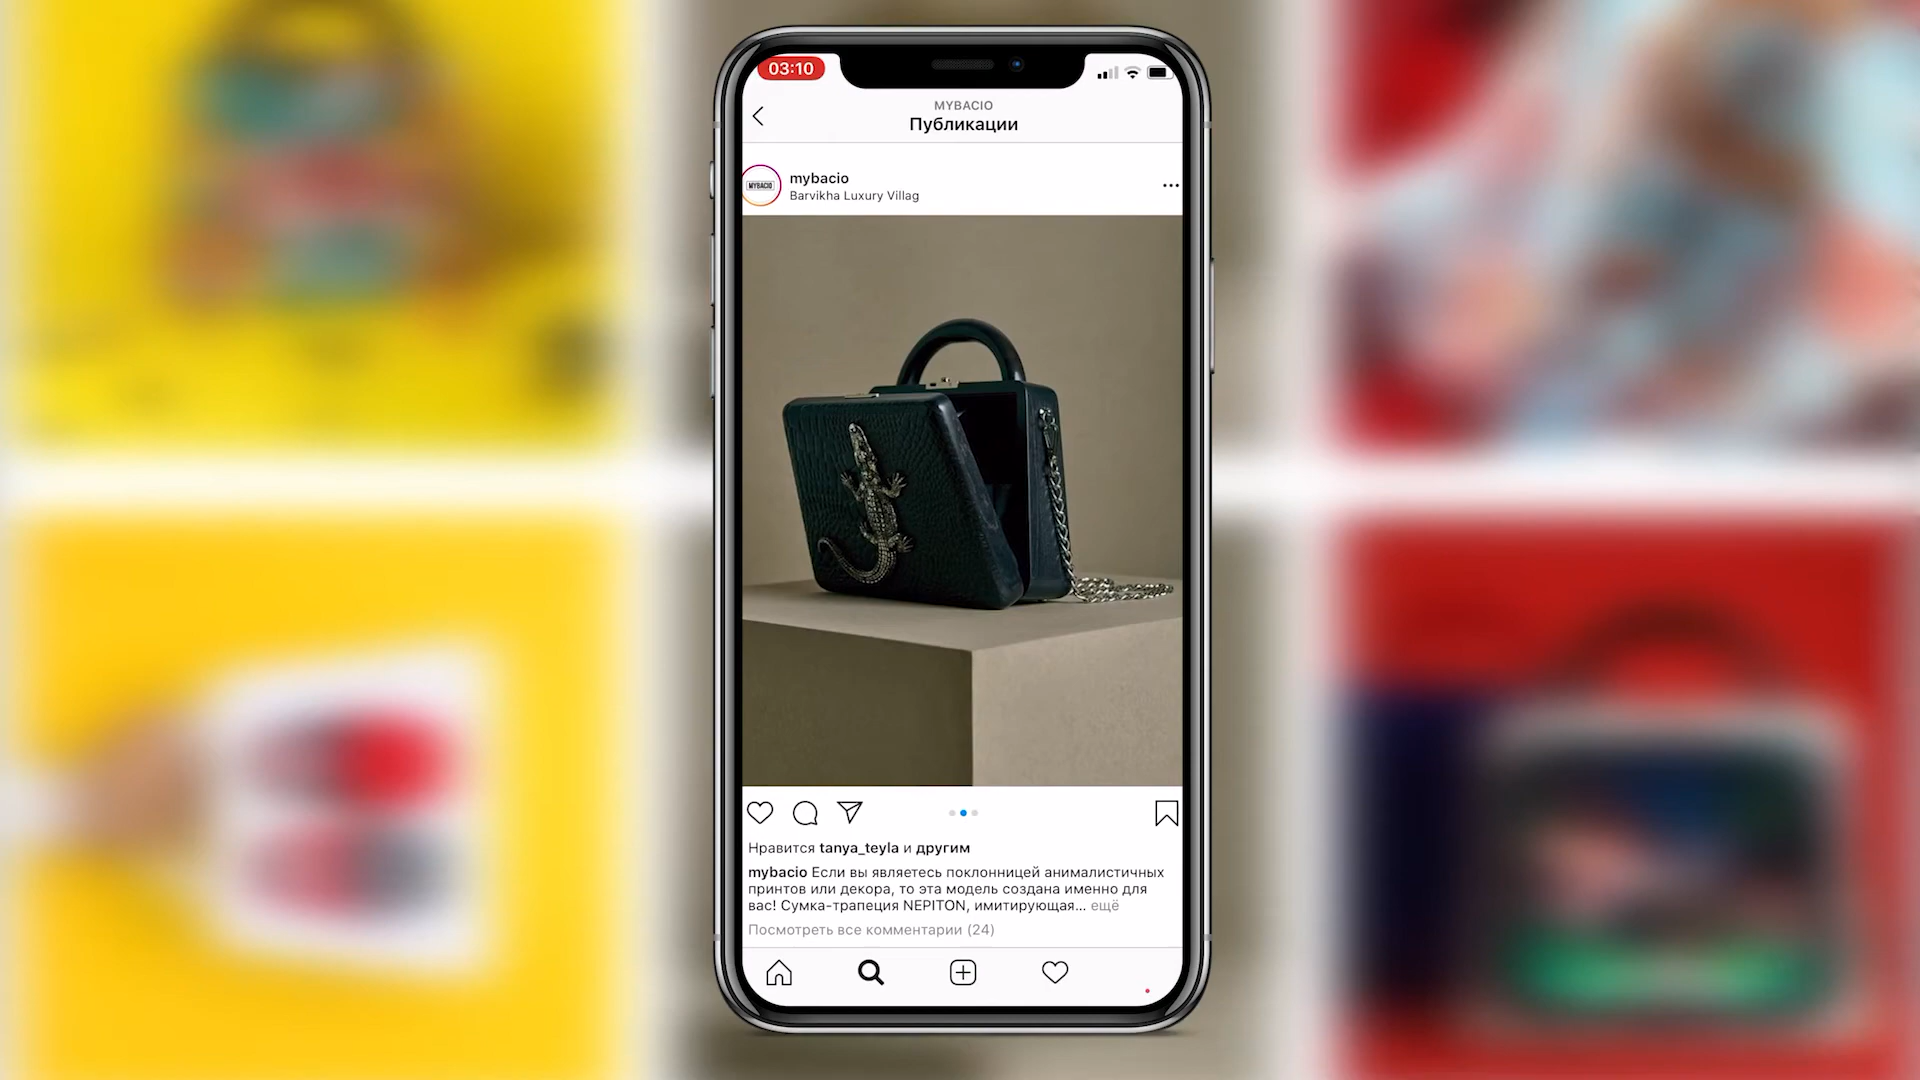 03:10
MYBACIO
Публикации
MYBACIO
mybacio
Barvikha Luxury Villag
Нравится tanya_teyla и другим
mybacio Если вы являетесь поклонницей анималистичных
принтов или декора, то эта модель создана именно для
вас! Сумка-трапеция NEPITON, имитирующая... ещё
Посмотреть все комментарии (24)